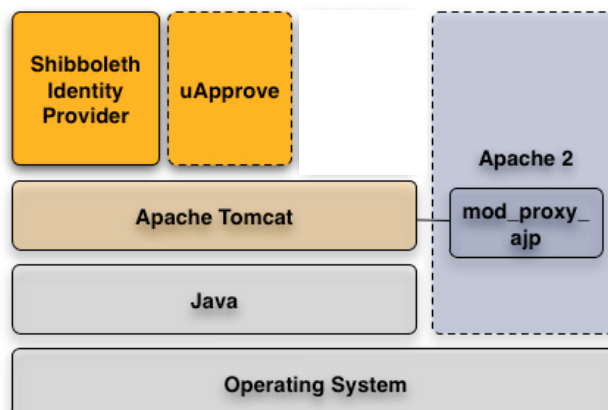 Shibboleth
Identity
Provider
uApprove
Apache 2
Apache Tomcat
mod_proxy_
ajp
Java
Operating System